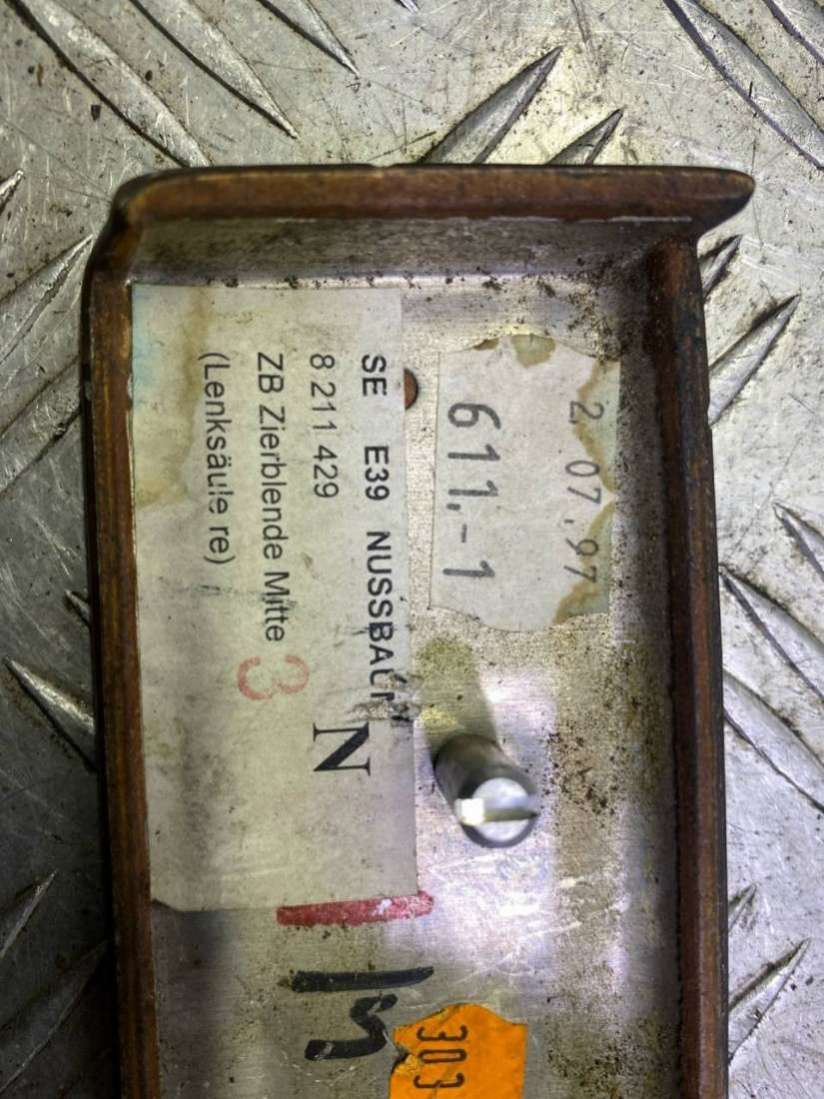 2. 07.97
611,-1
SE E39 NUSSBAUM
8 211 429
ZB Zierblende Mitte
(Lenksäule re)
3
N
303